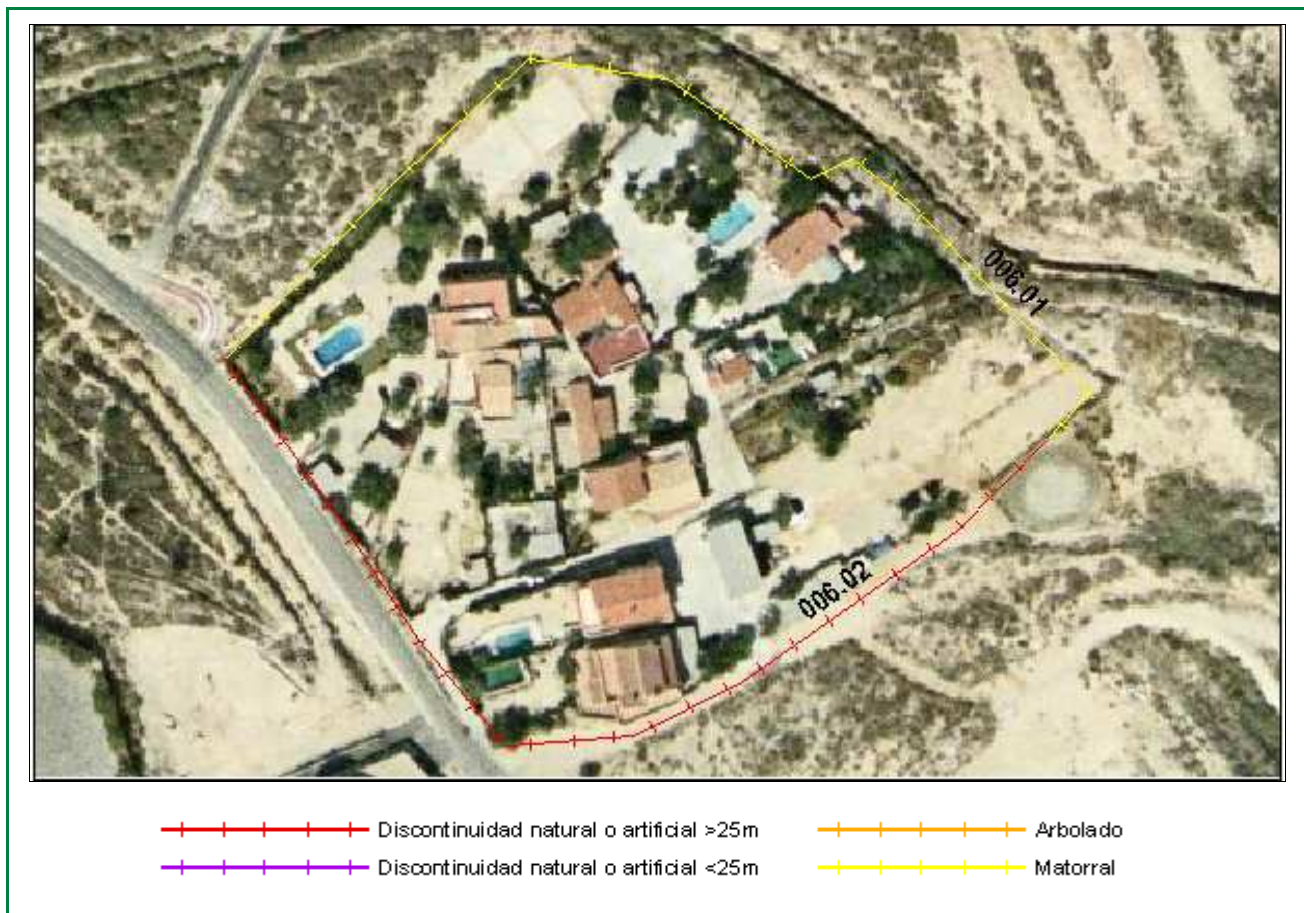 006.01
006.02
Discontinuidad natural o artificial >25m
Arbolado
Discontinuidad natural o artificial <25m
Matorral